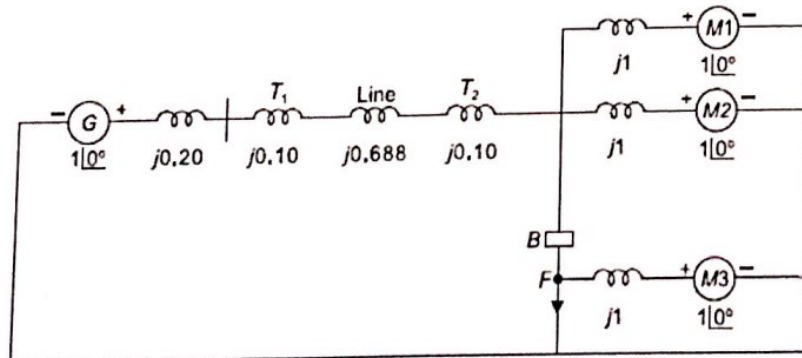 + M1 −
j1 1∠0°
T₁ Line T₂
− G + + M2 −
1∠0° j0.20 j0.10 j0.688 j0.10 j1 1∠0°
B
F + M3 −
j1 1∠0°